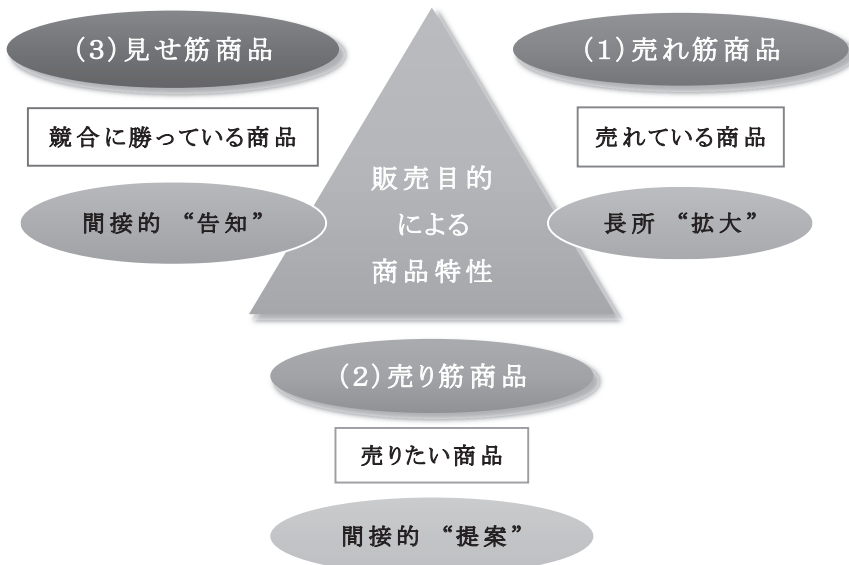 (3)見せ筋商品
競合に勝っている商品
間接的 “告知”
販売目的
による
商品特性
(1)売れ筋商品
売れている商品
長所 “拡大”
(2)売り筋商品
売りたい商品
間接的 “提案”